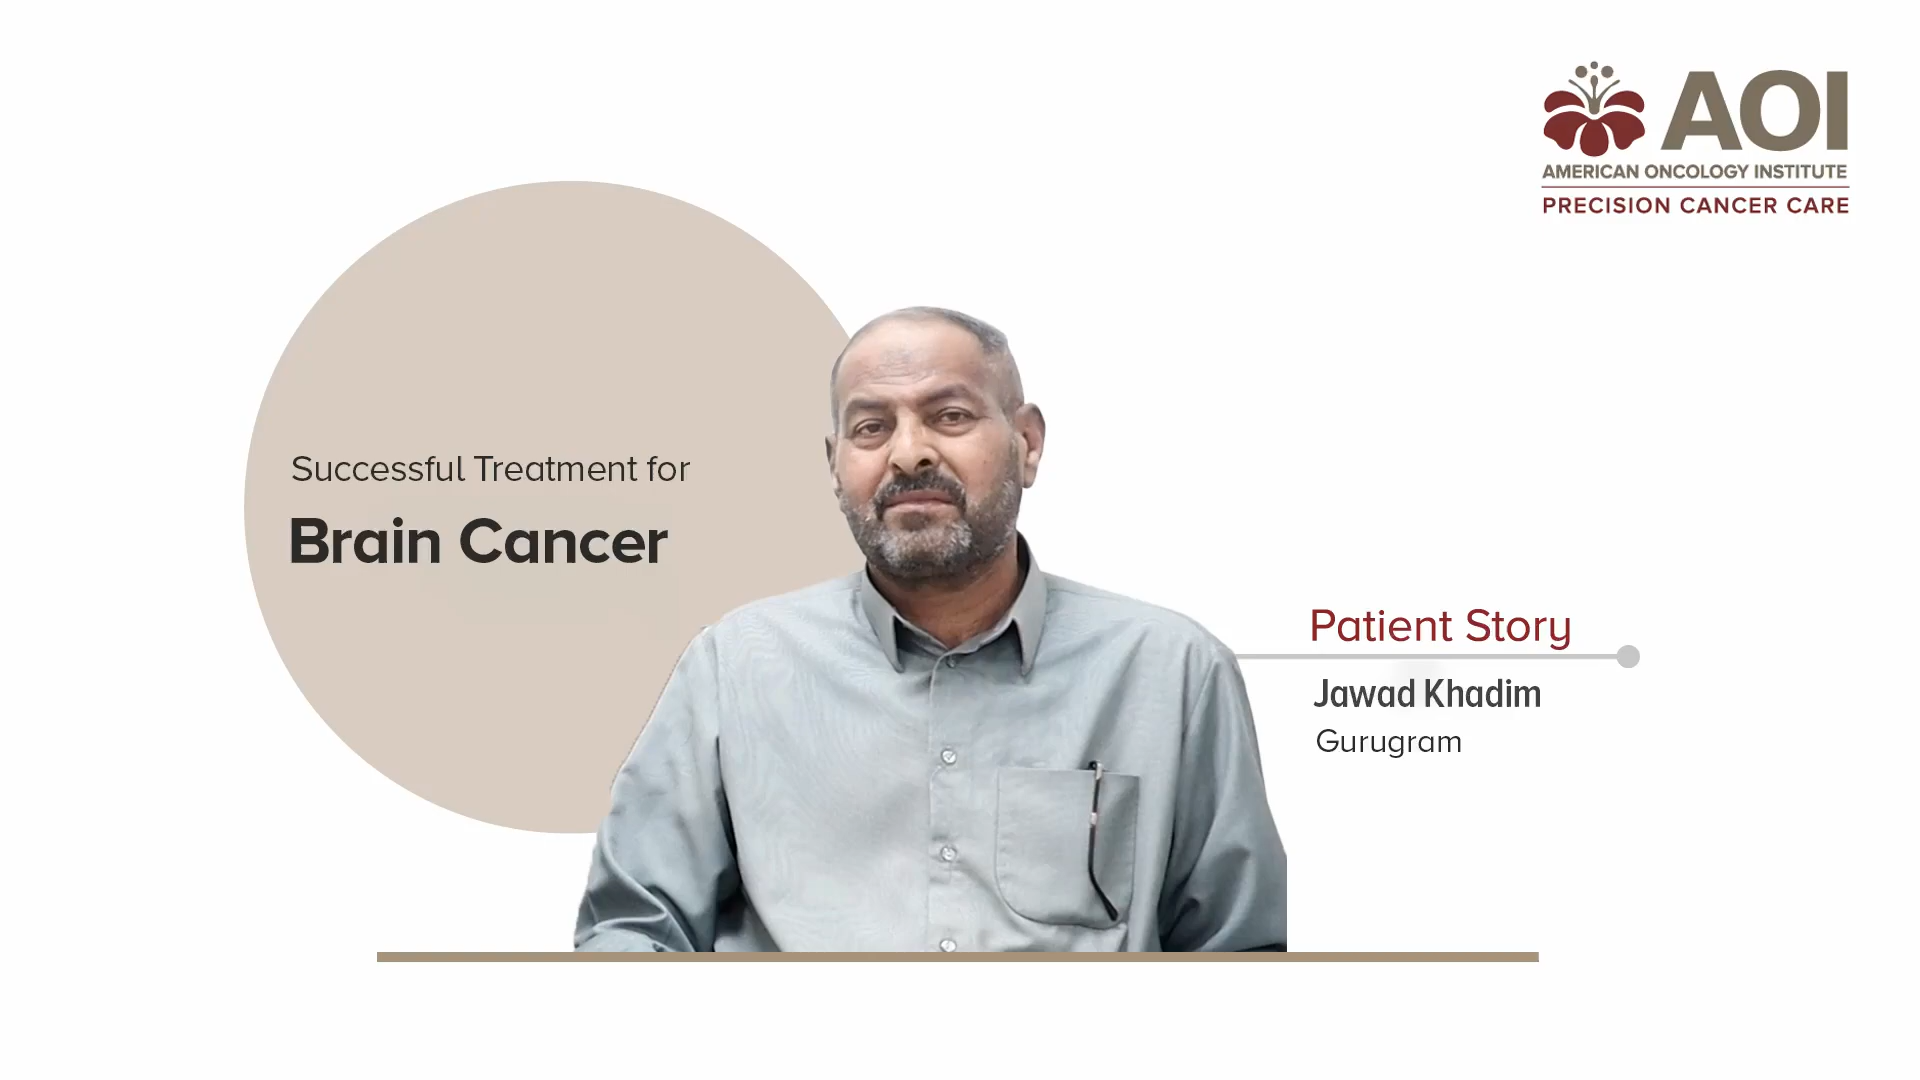 AOI
AMERICAN ONCOLOGY INSTITUTE
PRECISION CANCER CARE
Successful Treatment for
Brain Cancer
Patient Story
Jawad Khadim
Gurugram